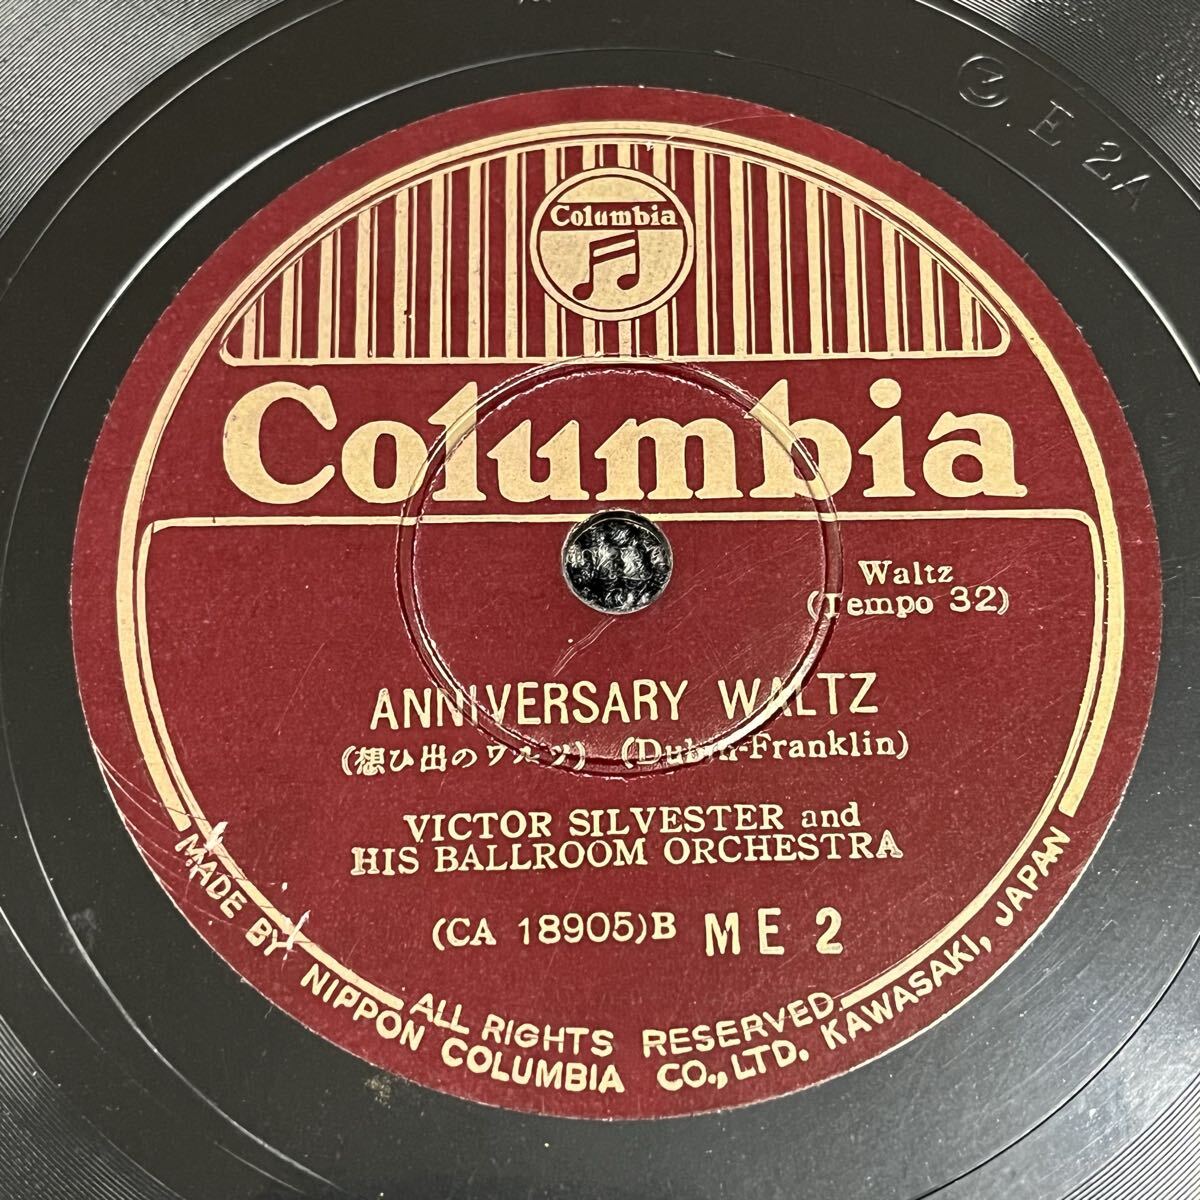 E 2A
Columbia
Columbia
Waltz
(Tempo 32)
ANNIVERSARY WALTZ
(想ひ出のワルツ) (Dubin-Franklin)
VICTOR SILVESTER and
HIS BALLROOM ORCHESTRA
(CA 18905)B ME 2
ALL RIGHTS RESERVED.
MADE BY NIPPON COLUMBIA CO., LTD. KAWASAKI, JAPAN